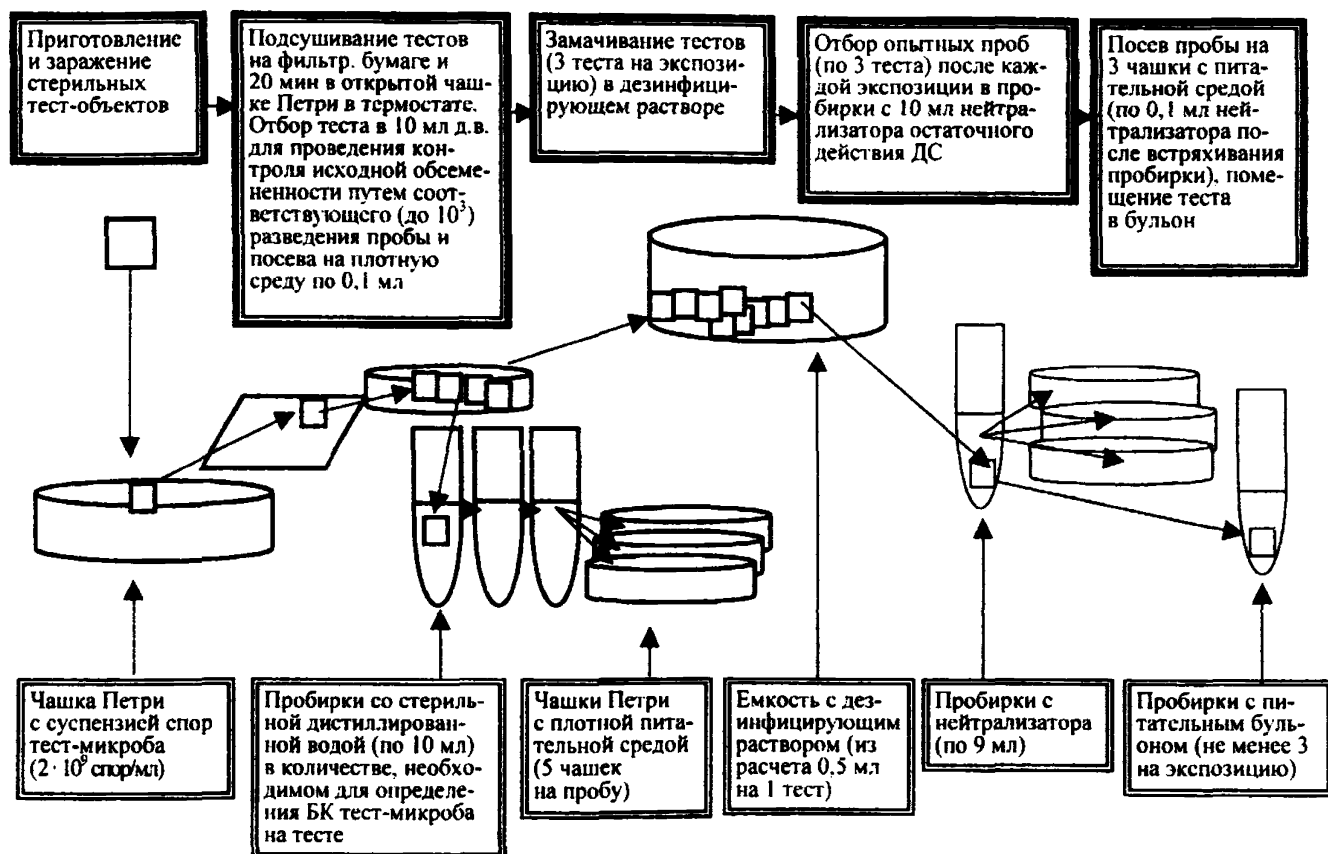 Приготовление
и заражение
стерильных
тест-объектов
Подсушивание тестов
на фильтр. бумаге и
20 мин в открытой чаш-
ке Петри в термостате.
Отбор теста в 10 мл д.в.
для проведения кон-
троля исходной обсеме-
ненности путем соот-
ветствующего (до 10³)
разведения пробы и
посева на плотную
среду по 0,1 мл
Замачивание тестов
(3 теста на экспози-
цию) в дезинфици-
рующем растворе
Отбор опытных проб
(по 3 теста) после каж-
дой экспозиции в про-
бирки с 10 мл нейтра-
лизатора остаточного
действия ДС
Посев пробы на
3 чашки с пита-
тельной средой
(по 0,1 мл ней-
трализатора по-
сле встряхивания
пробирки), поме-
щение теста
в бульон
Чашка Петри
с суспензией спор
тест-микроба
(2· 10⁹ спор/мл)
Пробирки со стериль-
ной дистиллирован-
ной водой (по 10 мл)
в количестве, необхо-
димом для определе-
ния БК тест-микроба
на тесте
Чашки Петри
с плотной пита-
тельной средой
(5 чашек
на пробу)
Емкость с дез-
инфицирующим
раствором (из
расчета 0,5 мл
на 1 тест)
Пробирки с
нейтрализатора
(по 9 мл)
Пробирки с пи-
тательным буль-
оном (не менее 3
на экспозицию)